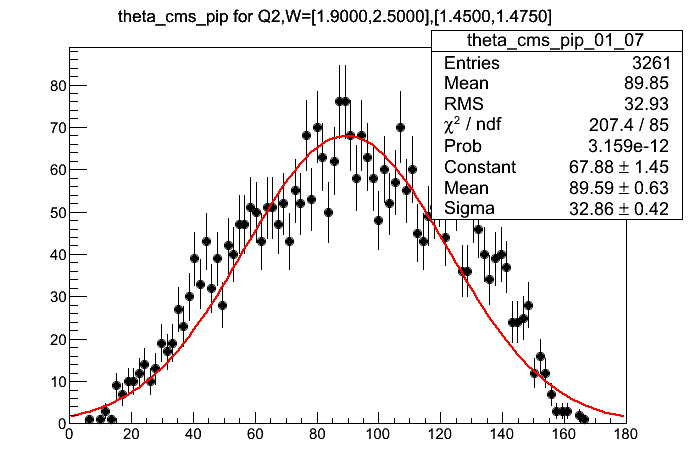 theta_cms_pip for Q2,W=[1.9000,2.5000],[1.4500,1.4750]
theta_cms_pip_01_07
Entries 3261
Mean 89.85
RMS 32.93
χ² / ndf 207.4 / 85
Prob 3.159e-12
Constant 67.88 ± 1.45
Mean 89.59 ± 0.63
Sigma 32.86 ± 0.42
80
70
60
50
40
30
20
10
0
0 20 40 60 80 100 120 140 160 180